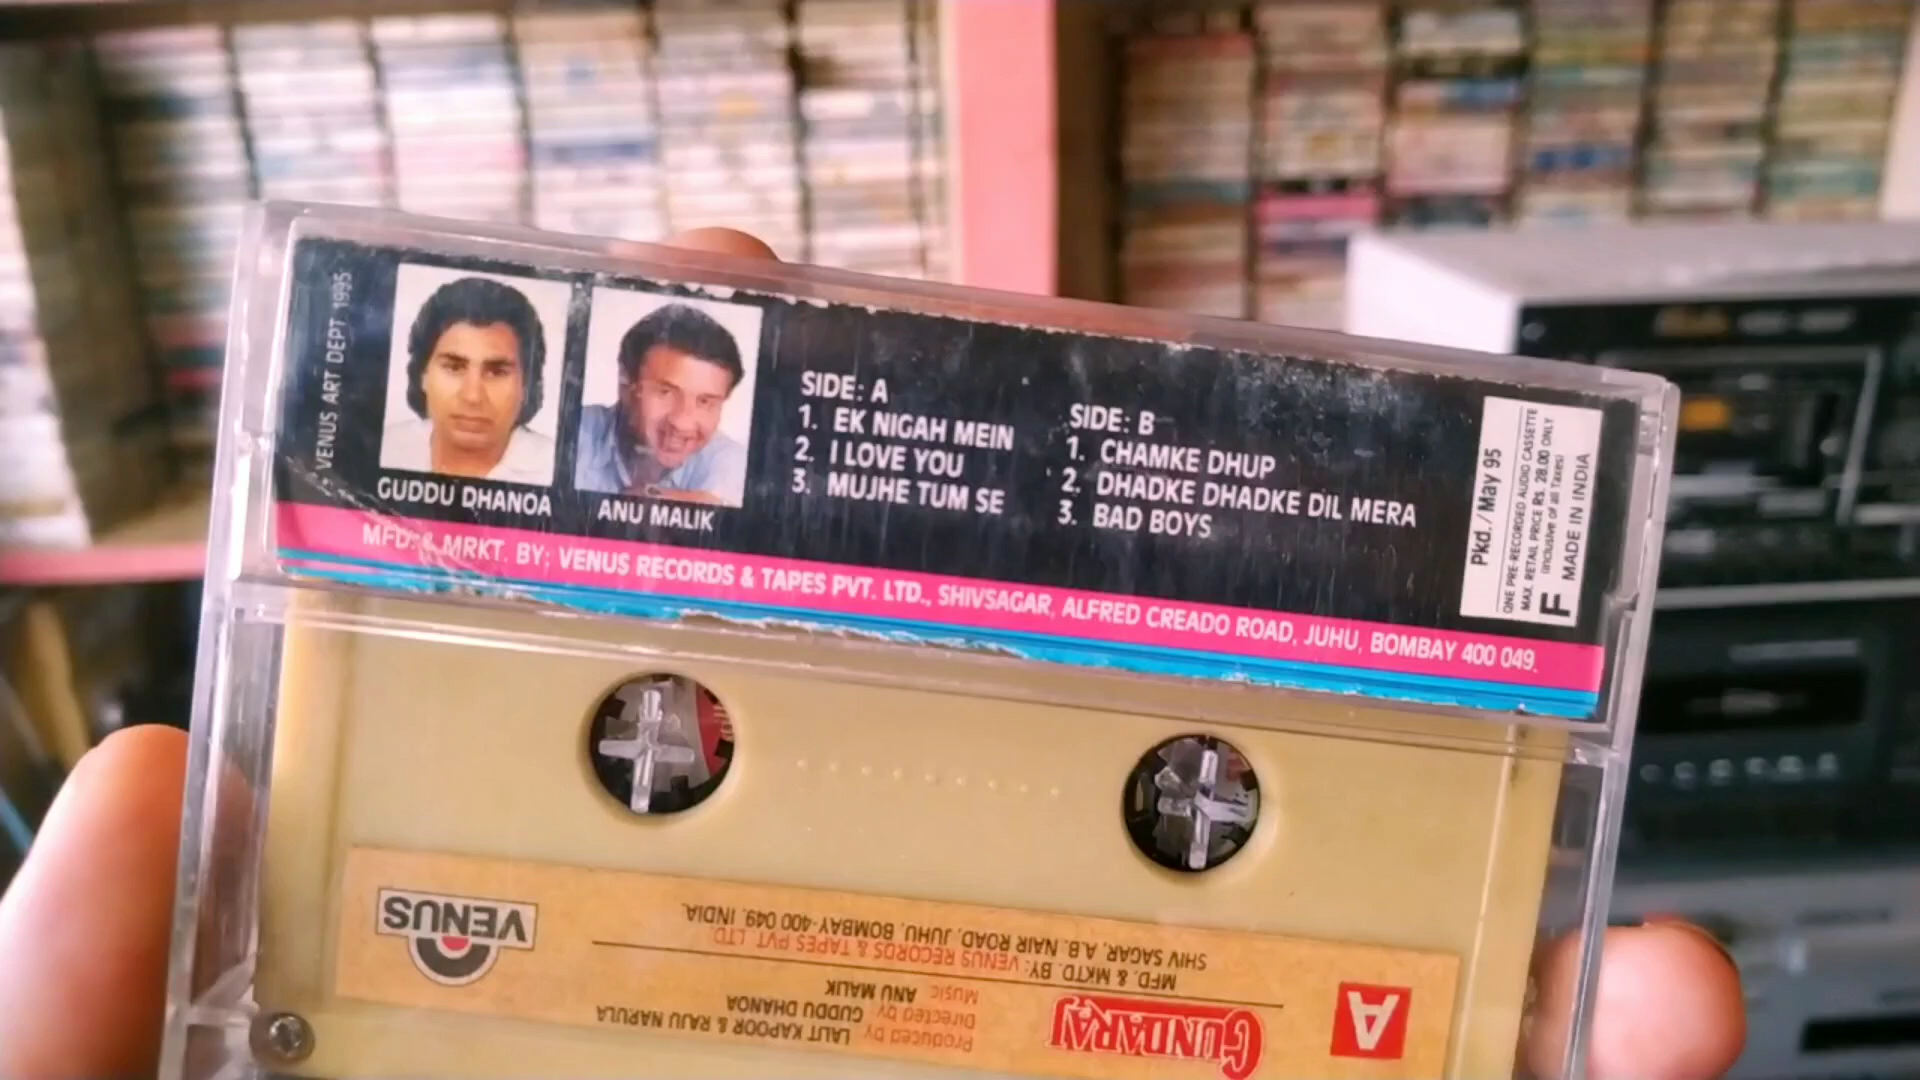 VENUS ART DEPT 1995
GUDDU DHANOA
ANU MALIK
SIDE: A
1. EK NIGAH MEIN
2. I LOVE YOU
3. MUJHE TUM SE
SIDE: B
1. CHAMKE DHUP
2. DHADKE DHADKE DIL MERA
3. BAD BOYS
Pkd./May 95
ONE PRE-RECORDED AUDIO CASSETTE
MAX. RETAIL PRICE Rs. 28.00 ONLY
(Inclusive of all Taxes)
F MADE IN INDIA
MFD. & MRKT. BY: VENUS RECORDS & TAPES PVT. LTD., SHIVSAGAR, ALFRED CREADO ROAD, JUHU, BOMBAY 400 049.
A
GUNDARAJ
Produced by LALIT KAPOOR & RAJU NARULA
Directed by GUDDU DHANOA
Music ANU MALIK
MFD. & MKTD. BY: VENUS RECORDS & TAPES PVT. LTD.
SHIV SAGAR, A.B. NAIR ROAD, JUHU, BOMBAY-400 049. INDIA.
VENUS